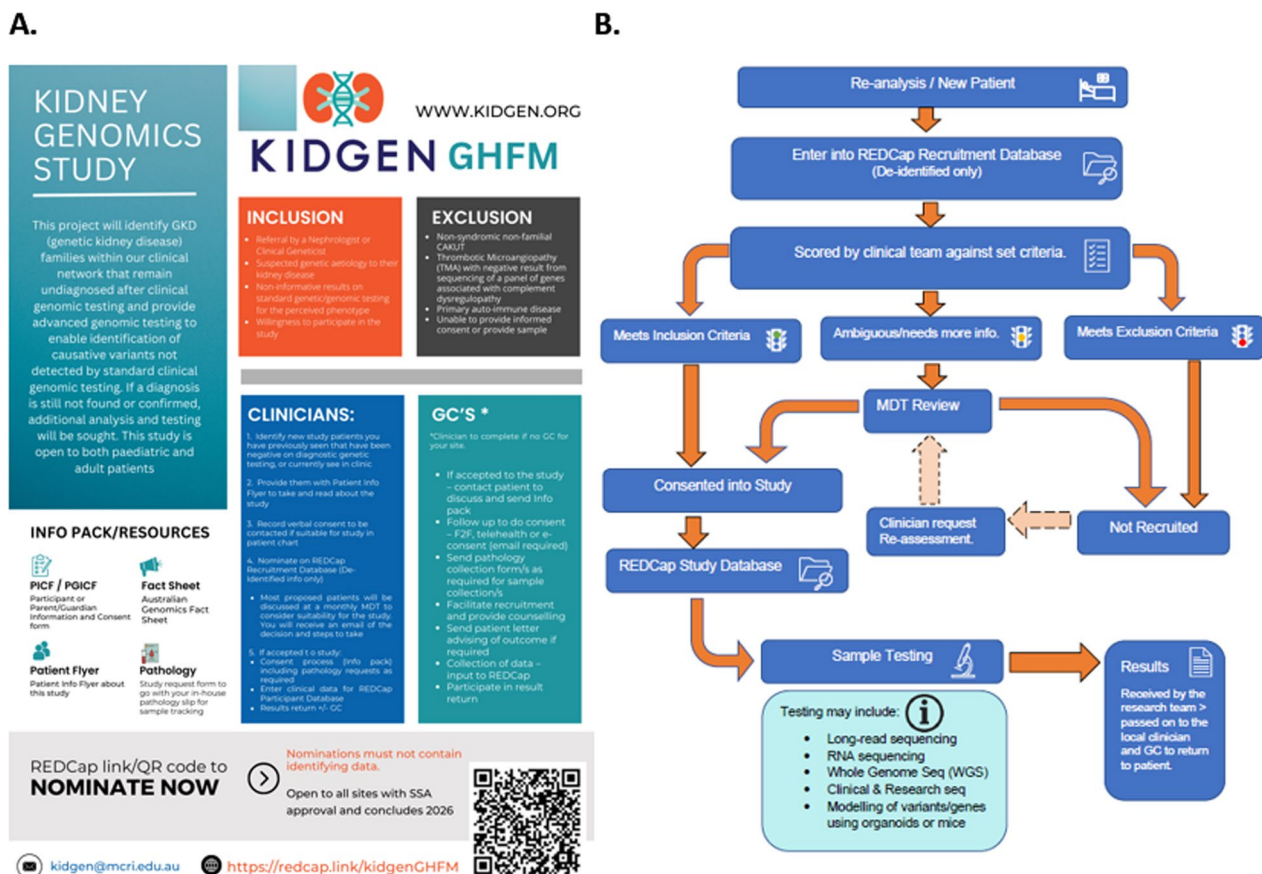 A.
KIDNEY
GENOMICS
STUDY
This project will identify GKD
(genetic kidney disease)
families within our clinical
network that remain
undiagnosed after clinical
genomic testing and provide
advanced genomic testing to
enable identification of
causative variants not
detected by standard clinical
genomic testing. If a diagnosis
is still not found or confirmed,
additional analysis and testing
will be sought. This study is
open to both paediatric and
adult patients
WWW.KIDGEN.ORG
KIDGEN GHFM
INCLUSION
• Referral by a Nephrologist or
Clinical Geneticist
• Suspected genetic aetiology to their
kidney disease
• Non-informative results on
standard genetic/genomic testing
for the perceived phenotype
• Willingness to participate in the
study
EXCLUSION
• Non-syndromic non-familial
CAKUT
• Thrombotic Microangiopathy
(TMA) with negative result from
sequencing of a panel of genes
associated with complement
dysregulopathy
• Primary auto-immune disease
• Unable to provide informed
consent or provide sample
CLINICIANS:
1. Identify new study patients you
have previously seen that have been
negative on diagnostic genetic
testing, or currently see in clinic
2. Provide them with Patient Info
Flyer to take and read about the
study
3. Record verbal consent to be
contacted if suitable for study in
patient chart
4. Nominate on REDCap
Recruitment Database (De-
Identified info only)
• Most proposed patients will be
discussed at a monthly MDT to
consider suitability for the study.
You will receive an email of the
decision and steps to take
5. If accepted t o study:
• Consent process (Info pack)
including pathology requests as
required
• Enter clinical data for REDCap
Participant Database
• Results return +/- GC
GC'S *
*Clinician to complete if no GC for
your site.
• If accepted to the study
– contact patient to
discuss and send Info
pack
• Follow up to do consent
– F2F, telehealth or e-
consent (email required)
• Send pathology
collection form/s as
required for sample
collection/s
• Facilitate recruitment
and provide counselling
• Send patient letter
advising of outcome if
required
• Collection of data –
input to REDCap
• Participate in result
return
INFO PACK/RESOURCES
PICF / PGICF
Participant or
Parent/Guardian
Information and Consent
form
Fact Sheet
Australian
Genomics Fact
Sheet
Patient Flyer
Patient Info Flyer about
this study
Pathology
Study request form to
go with your in-house
pathology slip for
sample tracking
REDCap link/QR code to
NOMINATE NOW
Nominations must not contain
identifying data.
Open to all sites with SSA
approval and concludes 2026
kidgen@mcri.edu.au
https://redcap.link/kidgenGHFM
B.
Re-analysis / New Patient
Enter into REDCap Recruitment Database
(De-identified only)
Scored by clinical team against set criteria.
Meets Inclusion Criteria
Ambiguous/needs more info.
Meets Exclusion Criteria
MDT Review
Consented into Study
Clinician request
Re-assessment.
Not Recruited
REDCap Study Database
Sample Testing
Testing may include:
• Long-read sequencing
• RNA sequencing
• Whole Genome Seq (WGS)
• Clinical & Research seq
• Modelling of variants/genes
using organoids or mice
Results
Received by the
research team >
passed on to the
local clinician
and GC to return
to patient.